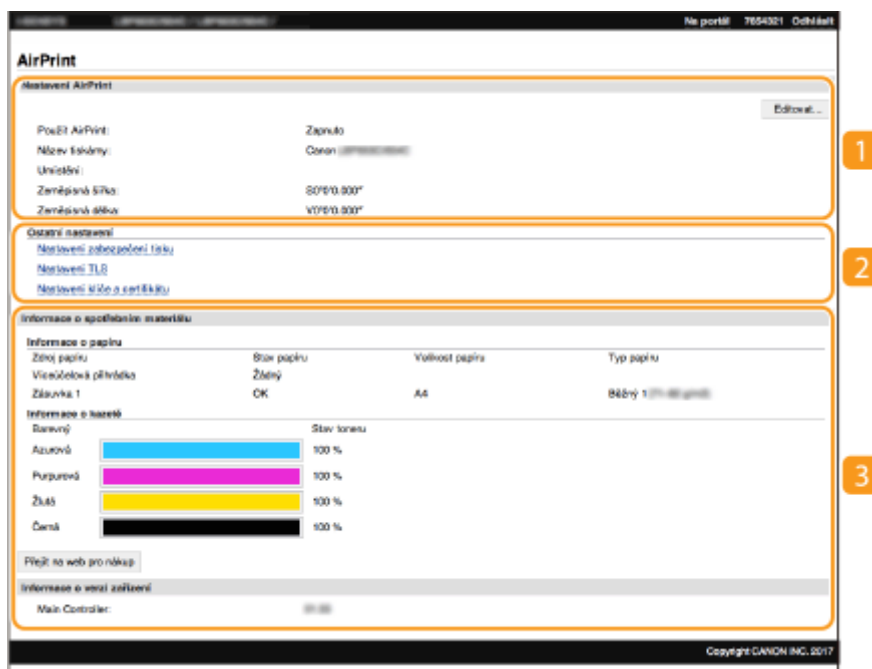 Na portál 7654321 Odhlásit
AirPrint
Nastavení AirPrint
Editovat...
1
Použít AirPrint: Zapnuto
Název tiskárny: Canon
Umístění:
Zeměpisná šířka: S0°0'0.000"
Zeměpisná délka: V0°0'0.000"
Ostatní nastavení
Nastavení zabezpečení tisku
2
Nastavení TLS
Nastavení klíče a certifikátu
Informace o spotřebním materiálu
Informace o papíru
Zdroj papíru Stav papíru Velikost papíru Typ papíru
Víceúčelová přihrádka Žádný
Zásuvka 1 OK A4 Běžný 1
Informace o kazetě
Barevný Stav toneru
Azurová 100 %
Purpurová 100 %
3
Žlutá 100 %
Černá 100 %
Přejít na web pro nákup
Informace o verzi zařízení
Main Controller:
Copyright CANON INC. 2017